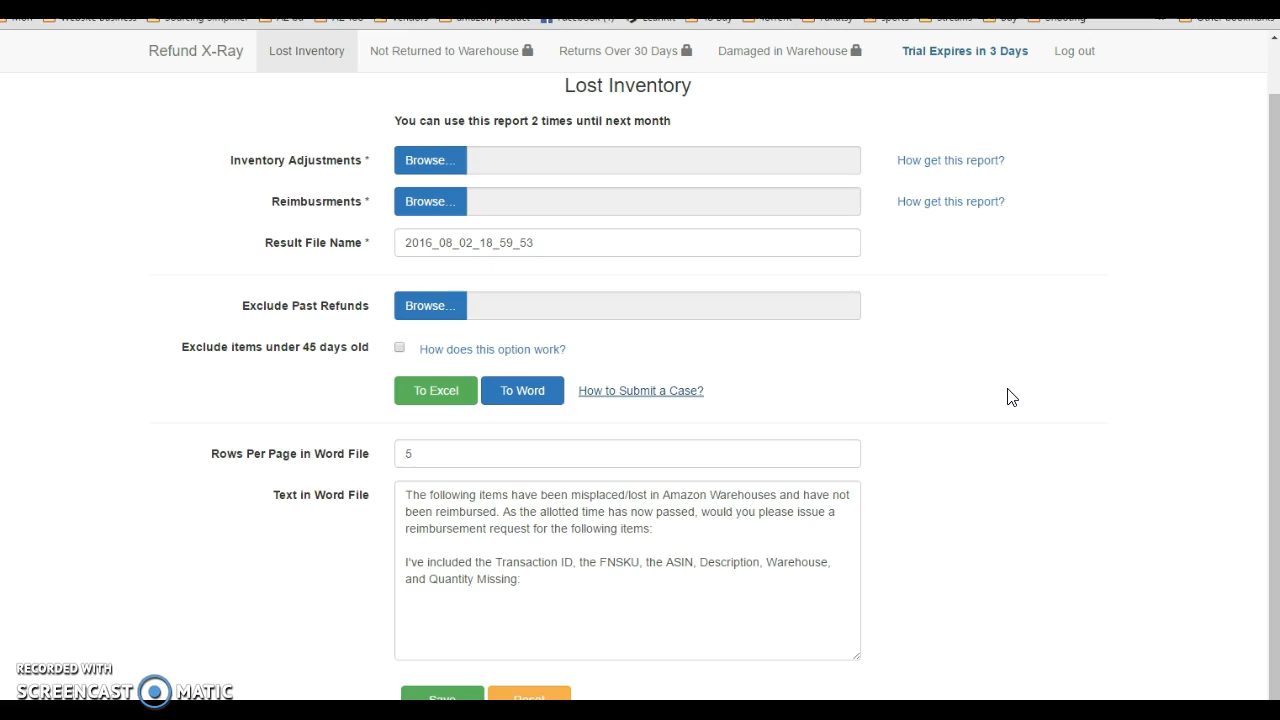 Refund X-Ray Lost Inventory Not Returned to Warehouse Returns Over 30 Days Damaged in Warehouse Trial Expires in 3 Days Log out
Lost Inventory
You can use this report 2 times until next month
Inventory Adjustments * Browse... How get this report?
Reimbusrments * Browse... How get this report?
Result File Name * 2016_08_02_18_59_53
Exclude Past Refunds Browse...
Exclude items under 45 days old How does this option work?
To Excel To Word How to Submit a Case?
Rows Per Page in Word File 5
Text in Word File The following items have been misplaced/lost in Amazon Warehouses and have not
been reimbursed. As the allotted time has now passed, would you please issue a
reimbursement request for the following items:
I've included the Transaction ID, the FNSKU, the ASIN, Description, Warehouse,
and Quantity Missing:
Save Reset
RECORDED WITH
SCREENCAST MATIC